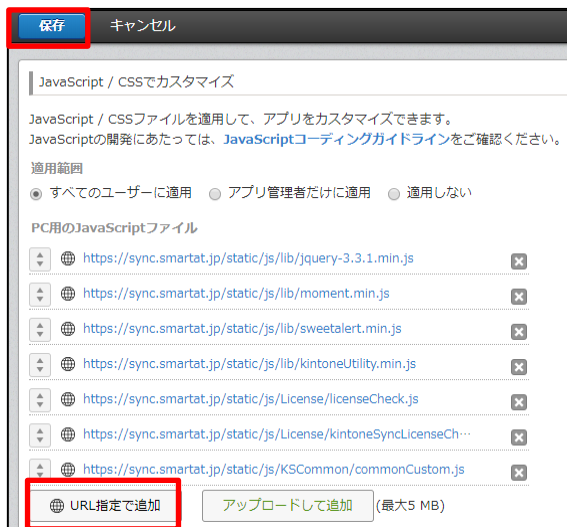 保存 キャンセル
JavaScript / CSSでカスタマイズ
JavaScript / CSSファイルを適用して、アプリをカスタマイズできます。
JavaScriptの開発にあたっては、JavaScriptコーディングガイドラインをご確認ください。
適用範囲
すべてのユーザーに適用 アプリ管理者だけに適用 適用しない
PC用のJavaScriptファイル
https://sync.smartat.jp/static/js/lib/jquery-3.3.1.min.js
https://sync.smartat.jp/static/js/lib/moment.min.js
https://sync.smartat.jp/static/js/lib/sweetalert.min.js
https://sync.smartat.jp/static/js/lib/kintoneUtility.min.js
https://sync.smartat.jp/static/js/License/licenseCheck.js
https://sync.smartat.jp/static/js/License/kintoneSyncLicenseCh…
https://sync.smartat.jp/static/js/KSCommon/commonCustom.js
URL指定で追加 アップロードして追加 (最大5 MB)